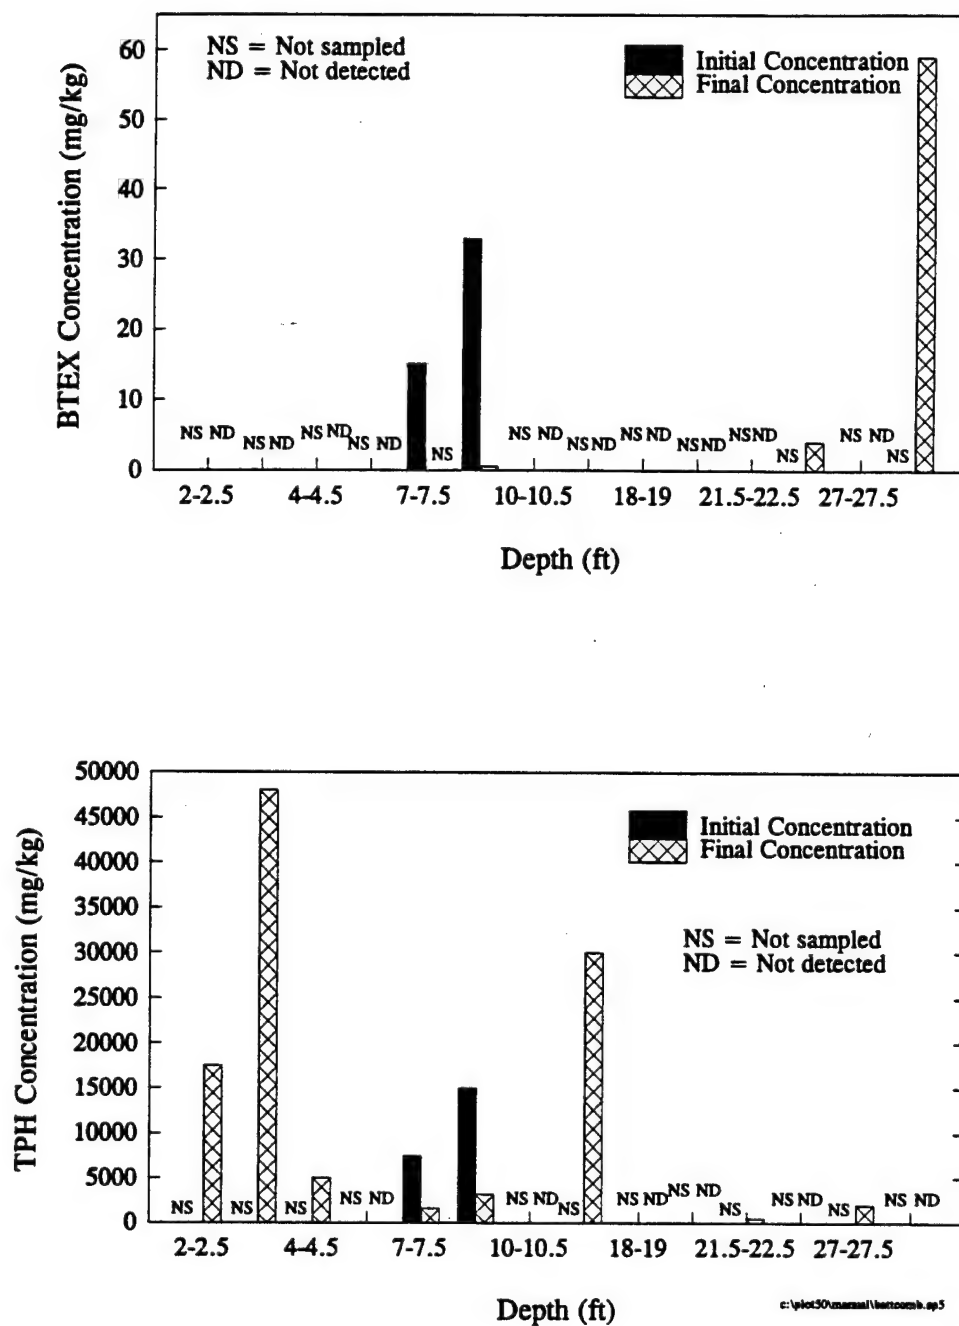 NS = Not sampled
ND = Not detected
Initial Concentration
Final Concentration
BTEX Concentration (mg/kg)
60
50
40
30
20
10
0
NS ND NS ND NS ND NS ND NS NS ND NS ND NS ND NS ND NS ND NS NS ND NS
2-2.5 4-4.5 7-7.5 10-10.5 18-19 21.5-22.5 27-27.5
Depth (ft)
TPH Concentration (mg/kg)
50000
45000
40000
35000
30000
25000
20000
15000
10000
5000
0
Initial Concentration
Final Concentration
NS = Not sampled
ND = Not detected
NS NS NS NS ND NS ND NS NS ND NS ND NS NS ND NS NS ND
2-2.5 4-4.5 7-7.5 10-10.5 18-19 21.5-22.5 27-27.5
Depth (ft)